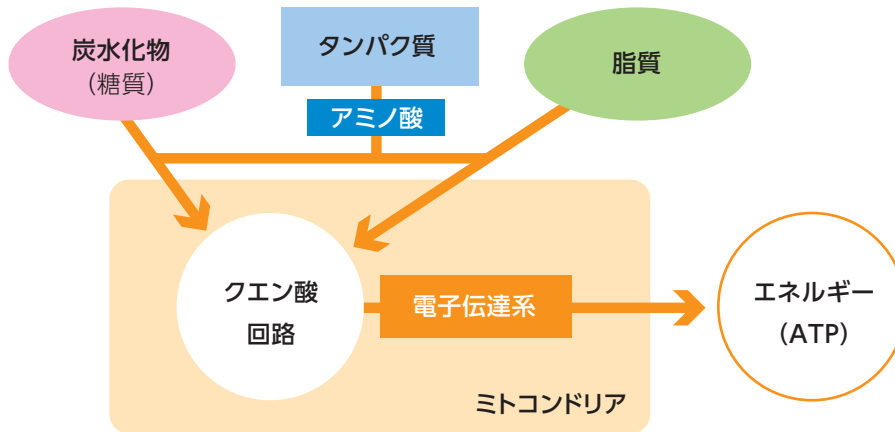 炭水化物
(糖質)
タンパク質
脂質
アミノ酸
クエン酸
回路
電子伝達系
エネルギー
(ATP)
ミトコンドリア